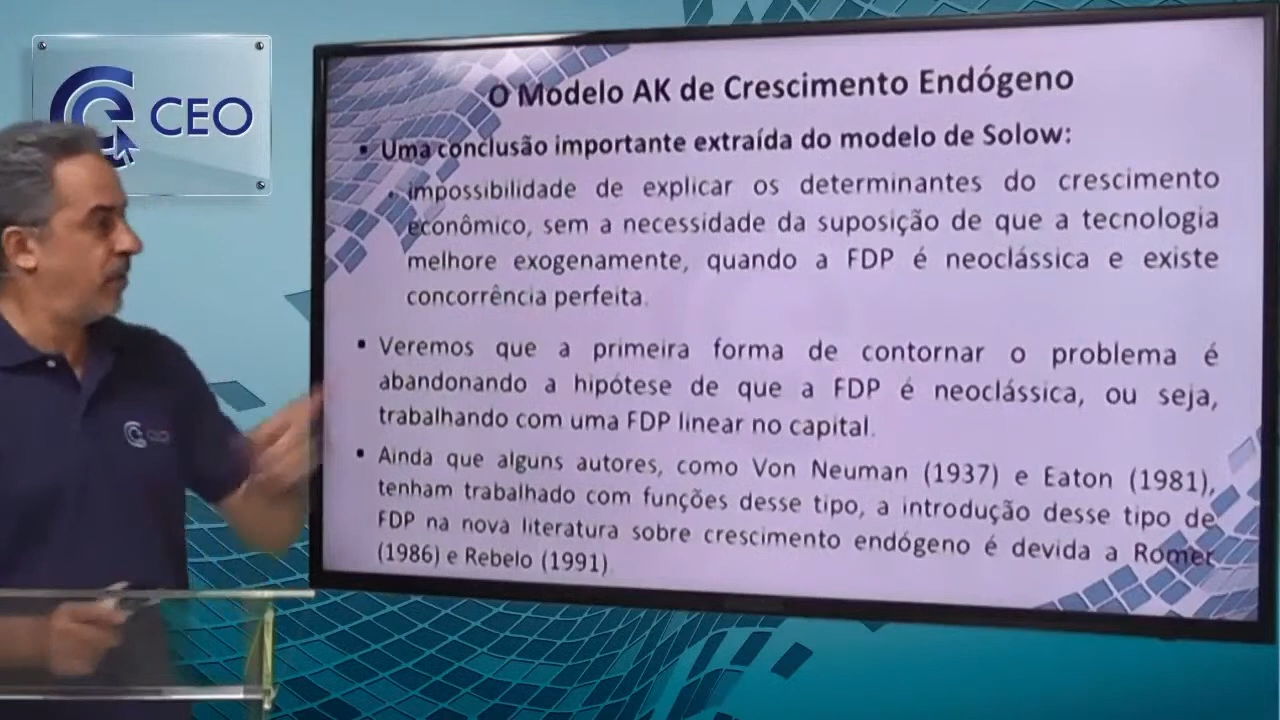 CEO
O Modelo AK de Crescimento Endógeno
Uma conclusão importante extraída do modelo de Solow:
impossibilidade de explicar os determinantes do crescimento
econômico, sem a necessidade da suposição de que a tecnologia
melhore exogenamente, quando a FDP é neoclássica e existe
concorrência perfeita.
Veremos que a primeira forma de contornar o problema é
abandonando a hipótese de que a FDP é neoclássica, ou seja,
trabalhando com uma FDP linear no capital.
Ainda que alguns autores, como Von Neuman (1937) e Eaton (1981),
tenham trabalhado com funções desse tipo, a introdução desse tipo de
FDP na nova literatura sobre crescimento endógeno é devida a Romer
(1986) e Rebelo (1991).
CEO